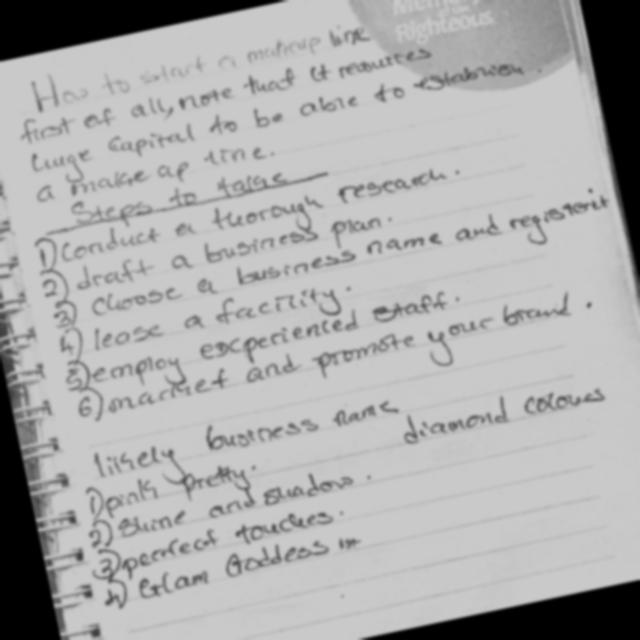 righteous
How to start a makeup line
first of all, note that it requires
huge capital to be able to establish
a make up line.
Steps to take
1) Conduct a thorough research.
2) draft a business plan.
3) choose a business name and register it
4) lease a facility.
5) employ experienced staff.
6) market and promote your brand.
likely business name
diamond colours
1) pink pretty.
2) Shine and shadow.
3) perfect touches.
4) Glam Goddess